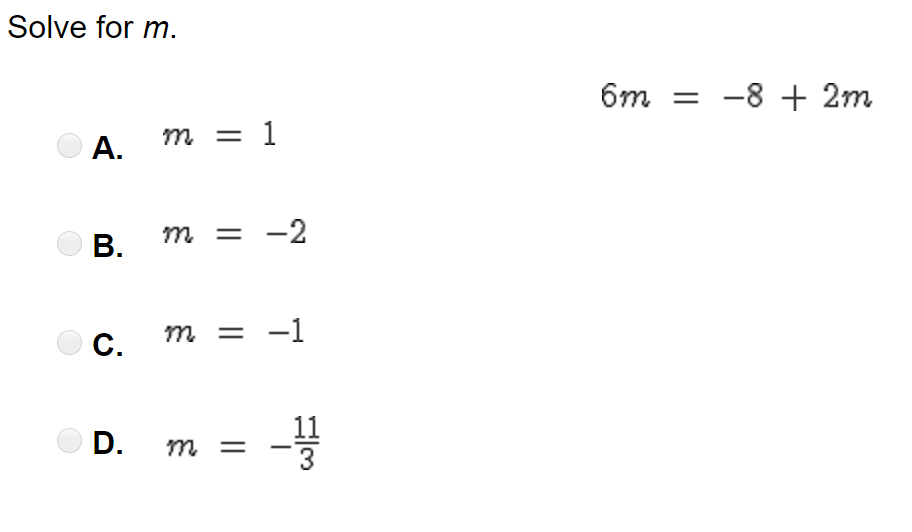 Solve for m.
6m = −8 + 2m
A. m = 1
B. m = −2
C. m = −1
D. m = −11/3